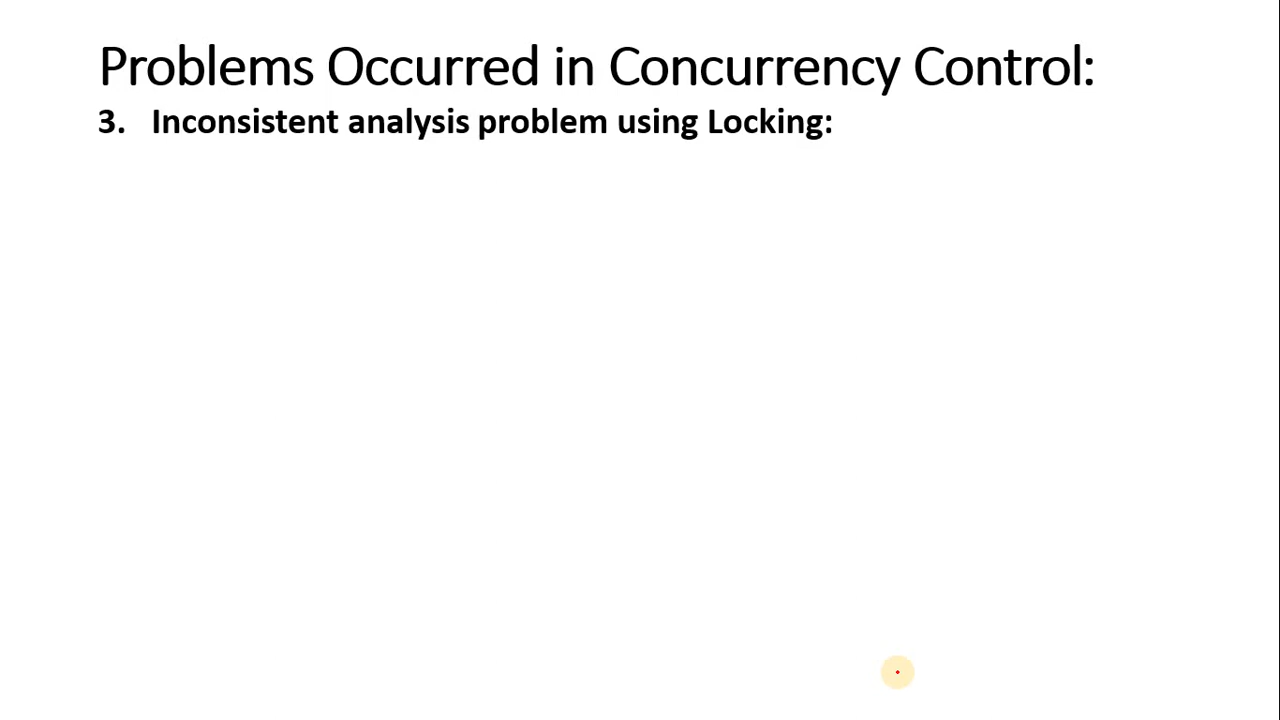 Problems Occurred in Concurrency Control:
3. Inconsistent analysis problem using Locking: